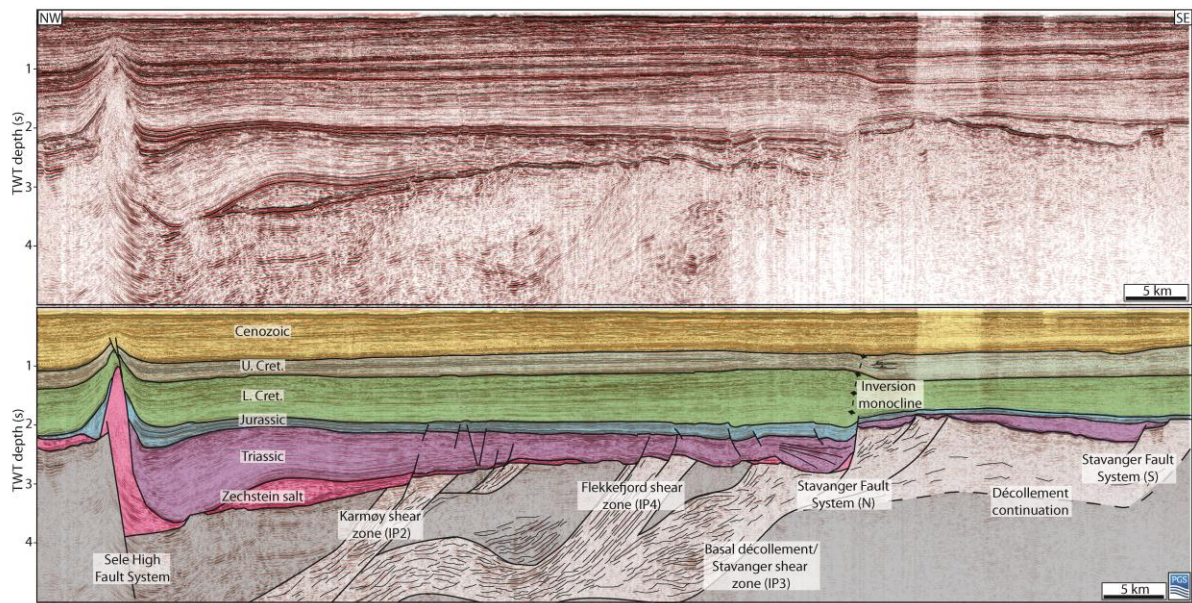 NW
SE
TWT depth (s)
1
2
3
4
5 km
Cenozoic
1
U. Cret.
L. Cret.
Inversion
monocline
Jurassic
2
TWT depth (s)
Triassic
Zechstein salt
3
Karmøy shear
zone (IP2)
Flekkefjord shear
zone (IP4)
Stavanger Fault
System (N)
Décollement
continuation
Stavanger Fault
System (S)
4
Sele High
Fault System
Basal décollement/
Stavanger shear
zone (IP3)
5 km
PGS